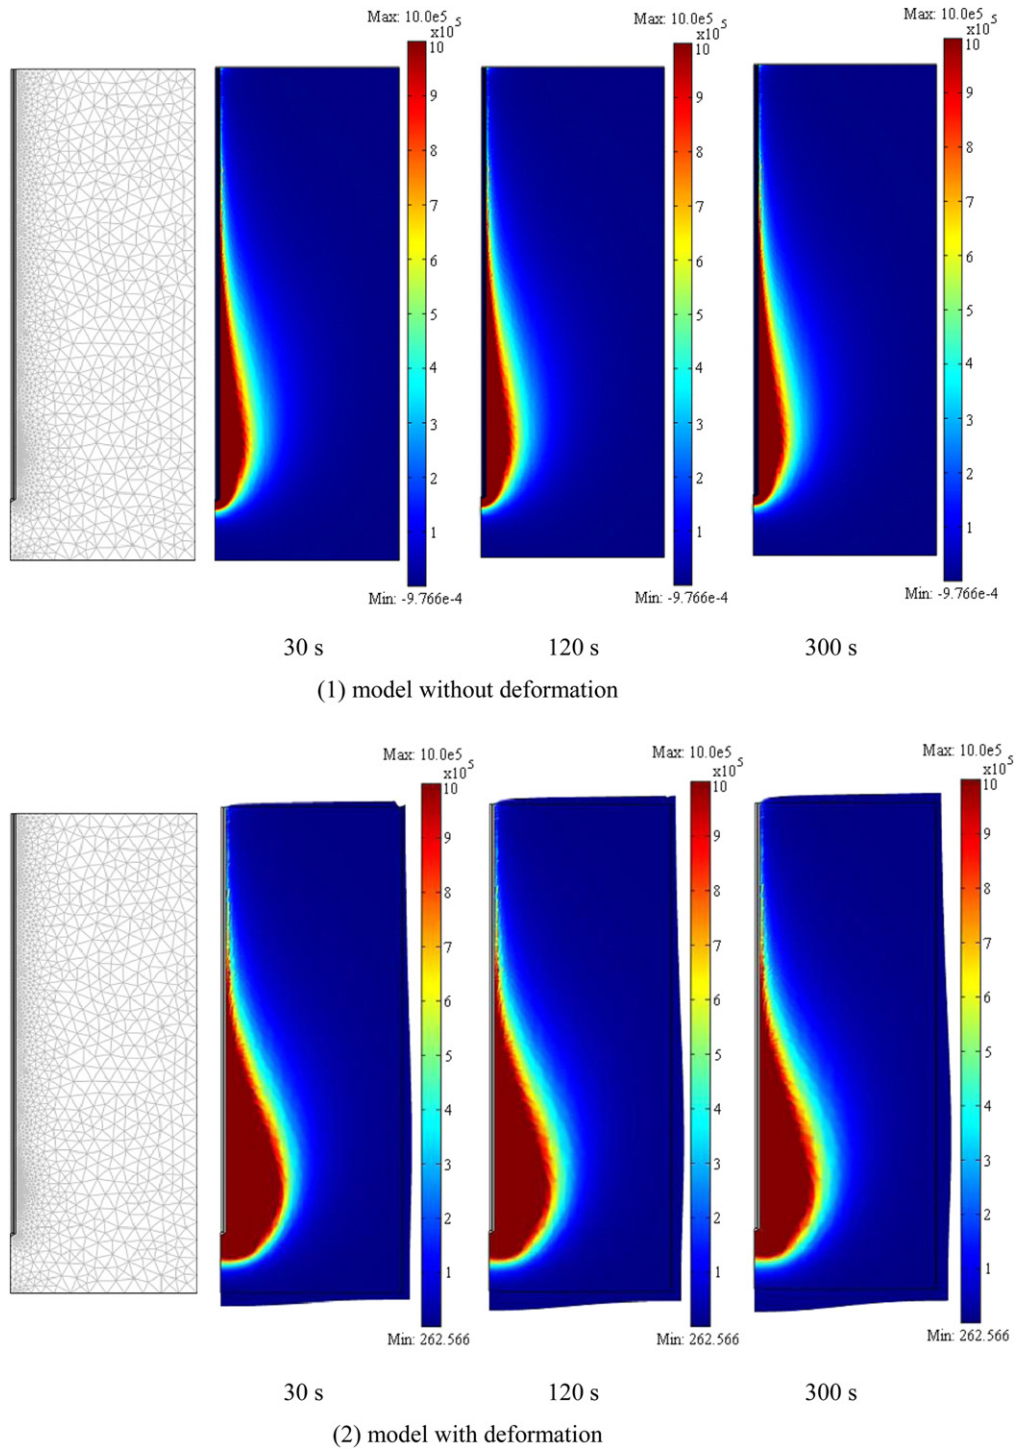 Max: 10.0e5 Max: 10.0e5 Max: 10.0e5
x10^5 x10^5 x10^5
10 10 10
9 9 9
8 8 8
7 7 7
6 6 6
5 5 5
4 4 4
3 3 3
2 2 2
1 1 1
Min: -9.766e-4 Min: -9.766e-4 Min: -9.766e-4
30 s 120 s 300 s
(1) model without deformation
Max: 10.0e5 Max: 10.0e5 Max: 10.0e5
x10^5 x10^5 x10^5
10 10 10
9 9 9
8 8 8
7 7 7
6 6 6
5 5 5
4 4 4
3 3 3
2 2 2
1 1 1
Min: 262.566 Min: 262.566 Min: 262.566
30 s 120 s 300 s
(2) model with deformation